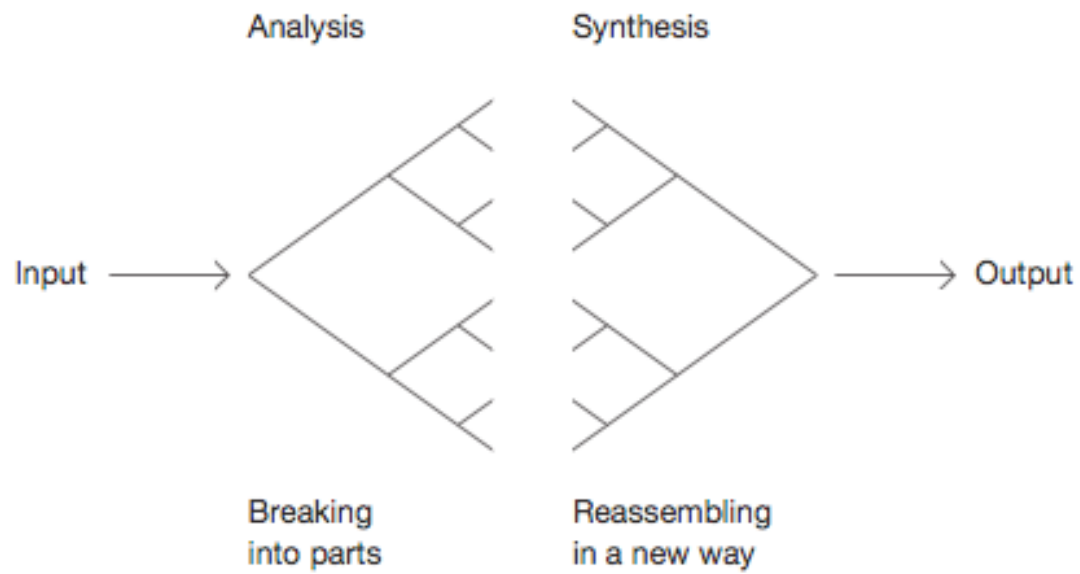 Analysis
Synthesis
Input
Output
Breaking
into parts
Reassembling
in a new way